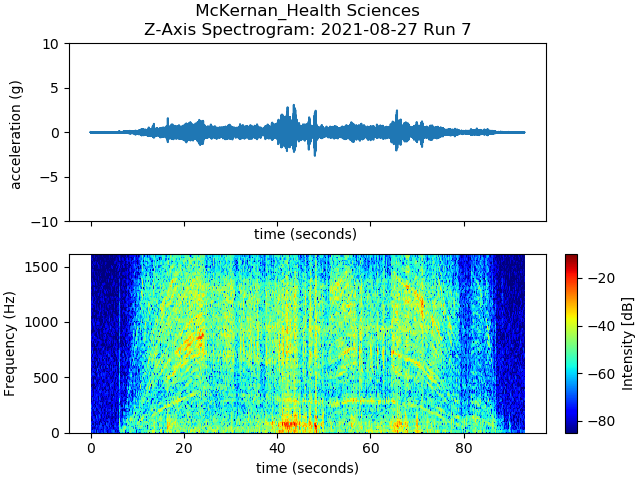 McKernan_Health Sciences
Z-Axis Spectrogram: 2021-08-27 Run 7
10
5
0
−5
−10
acceleration (g)
time (seconds)
1500
1000
500
0
Frequency (Hz)
0
20
40
60
80
time (seconds)
−20
−40
−60
−80
Intensity [dB]